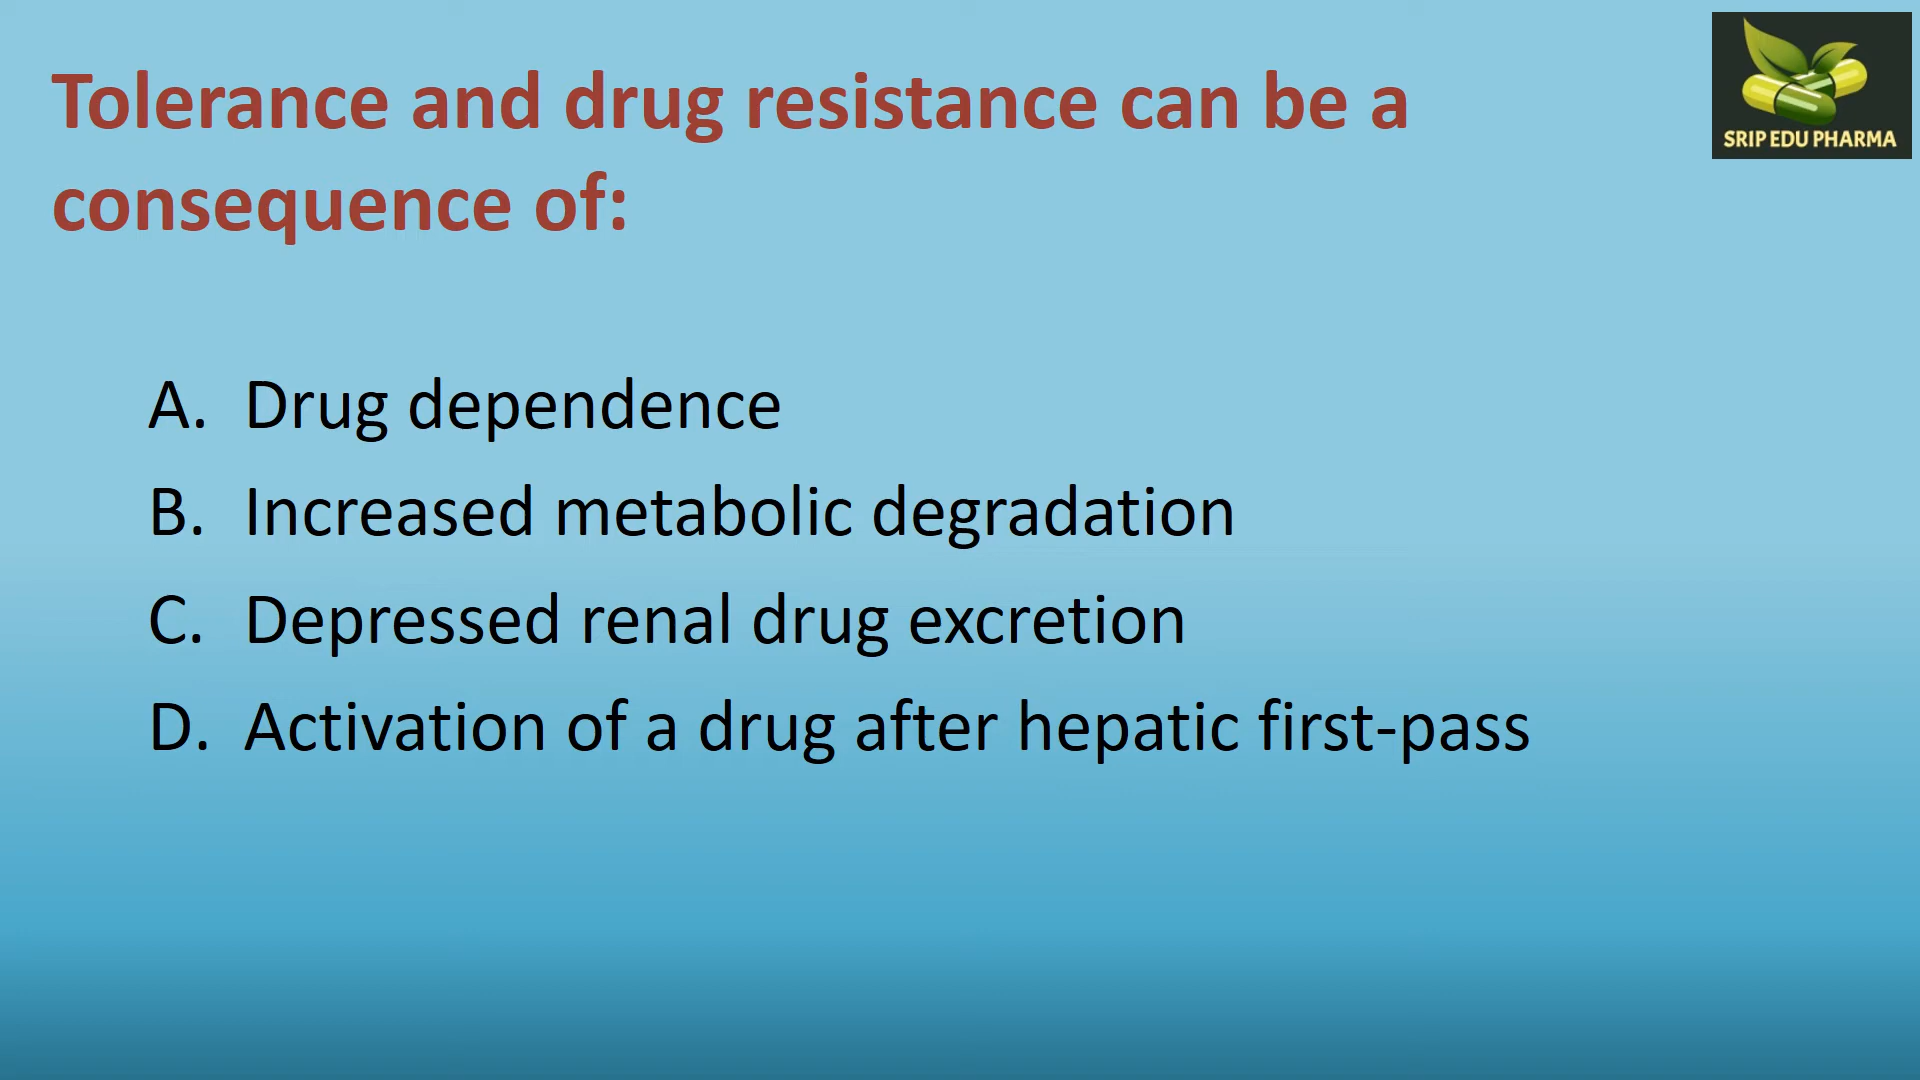 Tolerance and drug resistance can be a
consequence of:
SRIP EDU PHARMA
A. Drug dependence
B. Increased metabolic degradation
C. Depressed renal drug excretion
D. Activation of a drug after hepatic first-pass